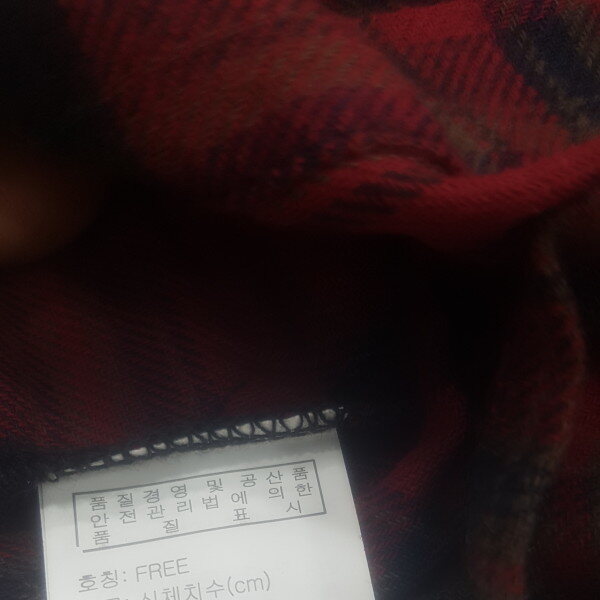 품질경영 및 공산품
안전관리법에 의한
품질표시
호칭: FREE
신체치수(cm)